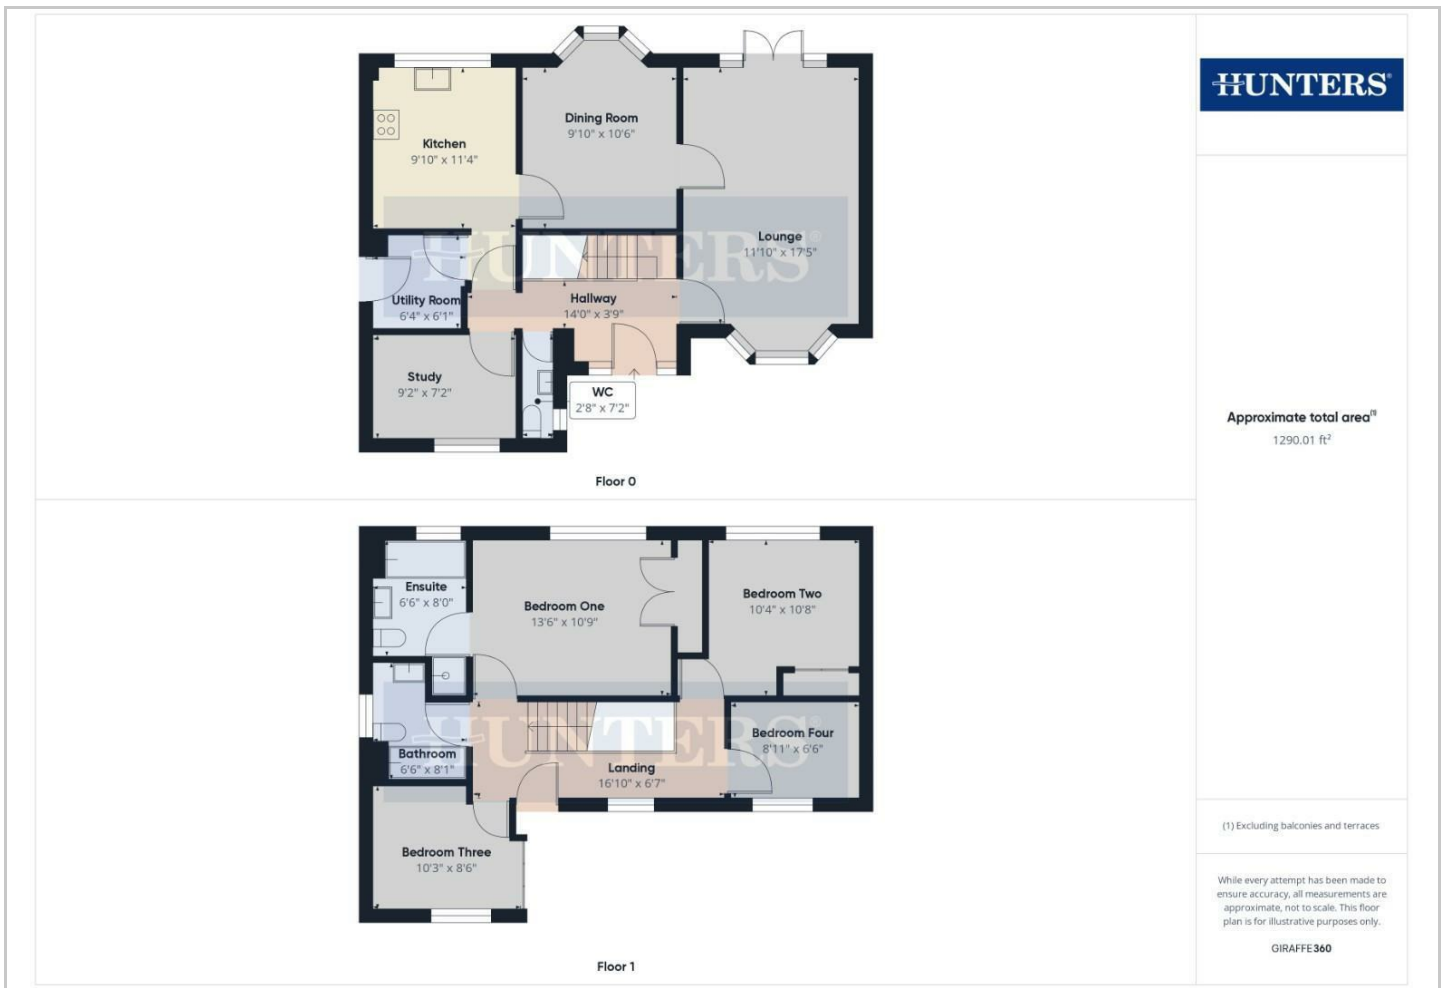 HUNTERS®
Dining Room
9'10" x 10'6"
Kitchen
9'10" x 11'4"
Lounge
11'10" x 17'5"
HUNTERS®
Utility Room
6'4" x 6'1"
Hallway
14'0" x 3'9"
Study
9'2" x 7'2"
WC
2'8" x 7'2"
Floor 0
Approximate total area(1)
1290.01 ft²
Ensuite
6'6" x 8'0"
Bedroom One
13'6" x 10'9"
Bedroom Two
10'4" x 10'8"
HUNTERS®
Bathroom
6'6" x 8'1"
Landing
16'10" x 6'7"
Bedroom Four
8'11" x 6'6"
Bedroom Three
10'3" x 8'6"
Floor 1
(1) Excluding balconies and terraces
While every attempt has been made to
ensure accuracy, all measurements are
approximate, not to scale. This floor
plan is for illustrative purposes only.
GIRAFFE360